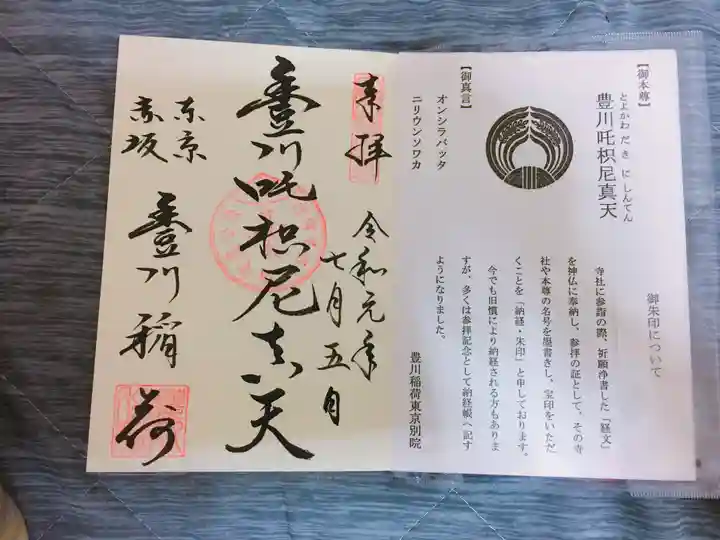 御朱印について
寺社に参詣の際、祈願浄書した「経文」
を神仏に奉納し、参拝の証として、その寺
社や本尊の名号を墨書きし、宝印をいただ
くことを「納経・朱印」と申しております。
今でも旧慣により納経される方もありま
すが、多くは参拝記念として納経帳へ記す
ようになりました。
豊川稲荷東京別院
【御本尊】
とよかわだきにしんてん
豊川吒枳尼真天
【御真言】
オンシラバッタ
ニリウンソワカ
奉拝
令和元年
七月五日
豊川吒枳尼真天
東京
赤坂
豊川稲荷